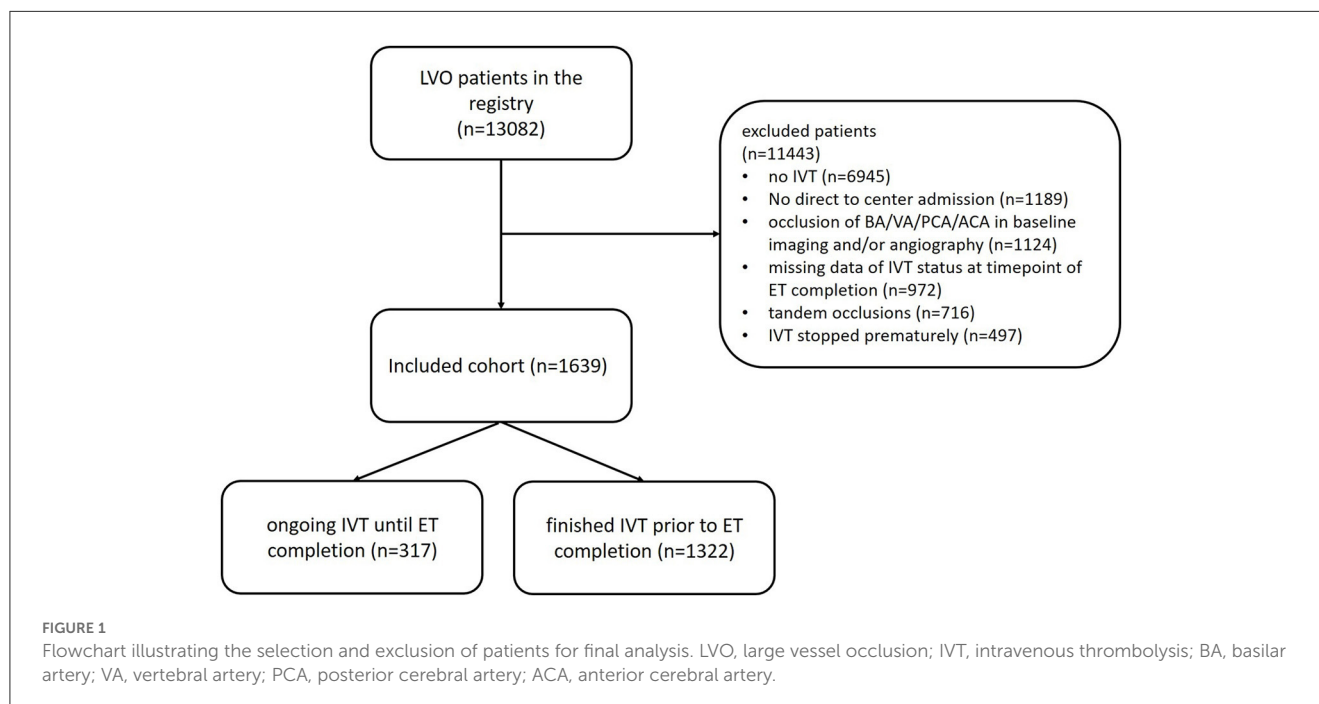 LVO patients in the
registry
(n=13082)
excluded patients
(n=11443)
• no IVT (n=6945)
• No direct to center admission (n=1189)
• occlusion of BA/VA/PCA/ACA in baseline
imaging and/or angiography (n=1124)
• missing data of IVT status at timepoint of
ET completion (n=972)
• tandem occlusions (n=716)
• IVT stopped prematurely (n=497)
Included cohort (n=1639)
ongoing IVT until ET
completion (n=317)
finished IVT prior to ET
completion (n=1322)
FIGURE 1
Flowchart illustrating the selection and exclusion of patients for final analysis. LVO, large vessel occlusion; IVT, intravenous thrombolysis; BA, basilar
artery; VA, vertebral artery; PCA, posterior cerebral artery; ACA, anterior cerebral artery.